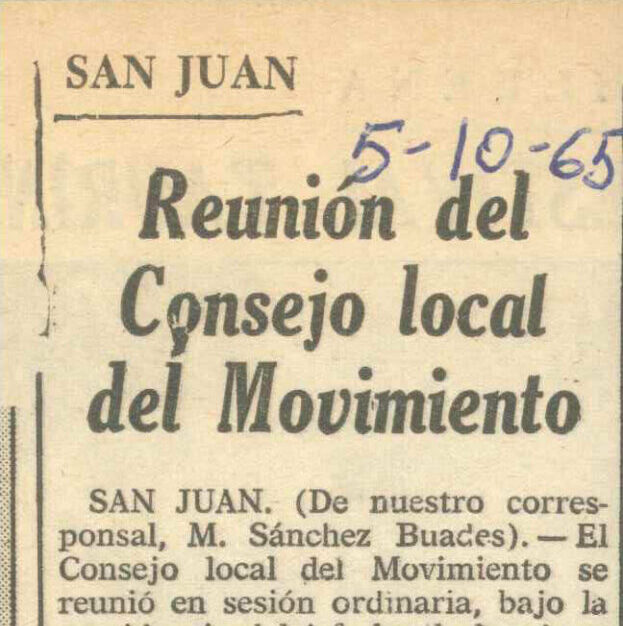 SAN JUAN
5-10-65
Reunión del
Consejo local
del Movimiento
SAN JUAN. (De nuestro corres-
ponsal, M. Sánchez Buades).—El
Consejo local del Movimiento se
reunió en sesión ordinaria, bajo la